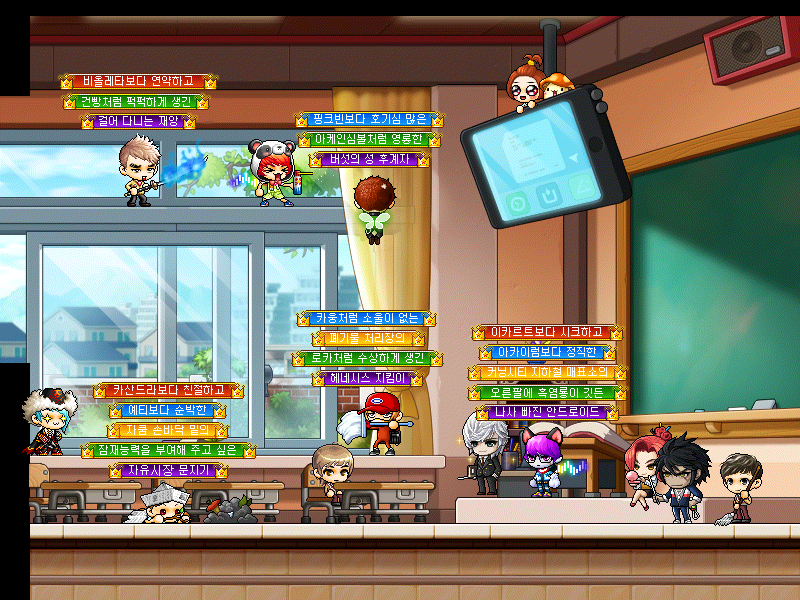 비올레타보다 연약하고
건빵처럼 퍽퍽하게 생긴
걸어 다니는 재앙
핑크빈보다 호기심 많은
아케인심볼처럼 영롱한
버섯의 성 후계자
카웅처럼 소울이 없는
폐기물 처리장의
로카처럼 수상하게 생긴
헤네시스 지킴이
이카르트보다 시크하고
아카이럼보다 정직한
커닝시티 지하철 매표소의
오른팔에 흑염룡이 깃든
나사 빠진 안드로이드
카산드라보다 친절하고
예티보다 순박한
자쿰 손바닥 밑의
잠재능력을 부여해 주고 싶은
자유시장 문지기